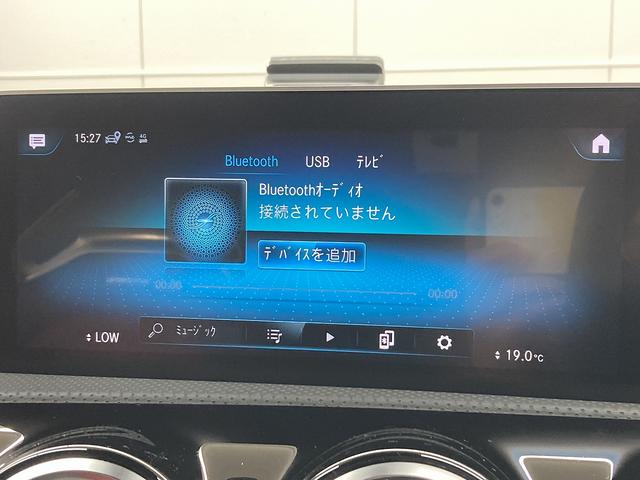 15:27
4G
Bluetooth USB ﾃﾚﾋﾞ
Bluetoothｵｰﾃﾞｨｵ
接続されていません
ﾃﾞﾊﾞｲｽを追加
00:00 00:00
LOW ﾐｭｰｼﾞｯｸ 19.0℃